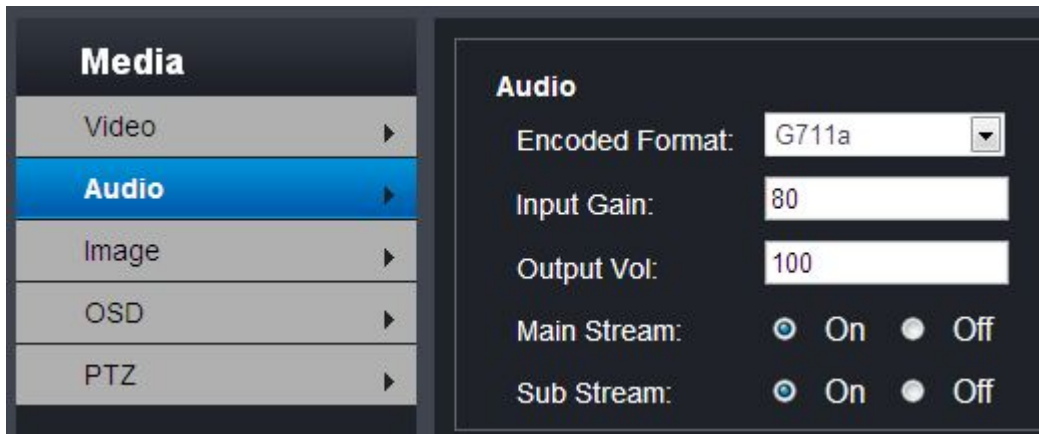 Media
Video
Audio
Image
OSD
PTZ
Audio
Encoded Format: G711a
Input Gain: 80
Output Vol: 100
Main Stream: On Off
Sub Stream: On Off